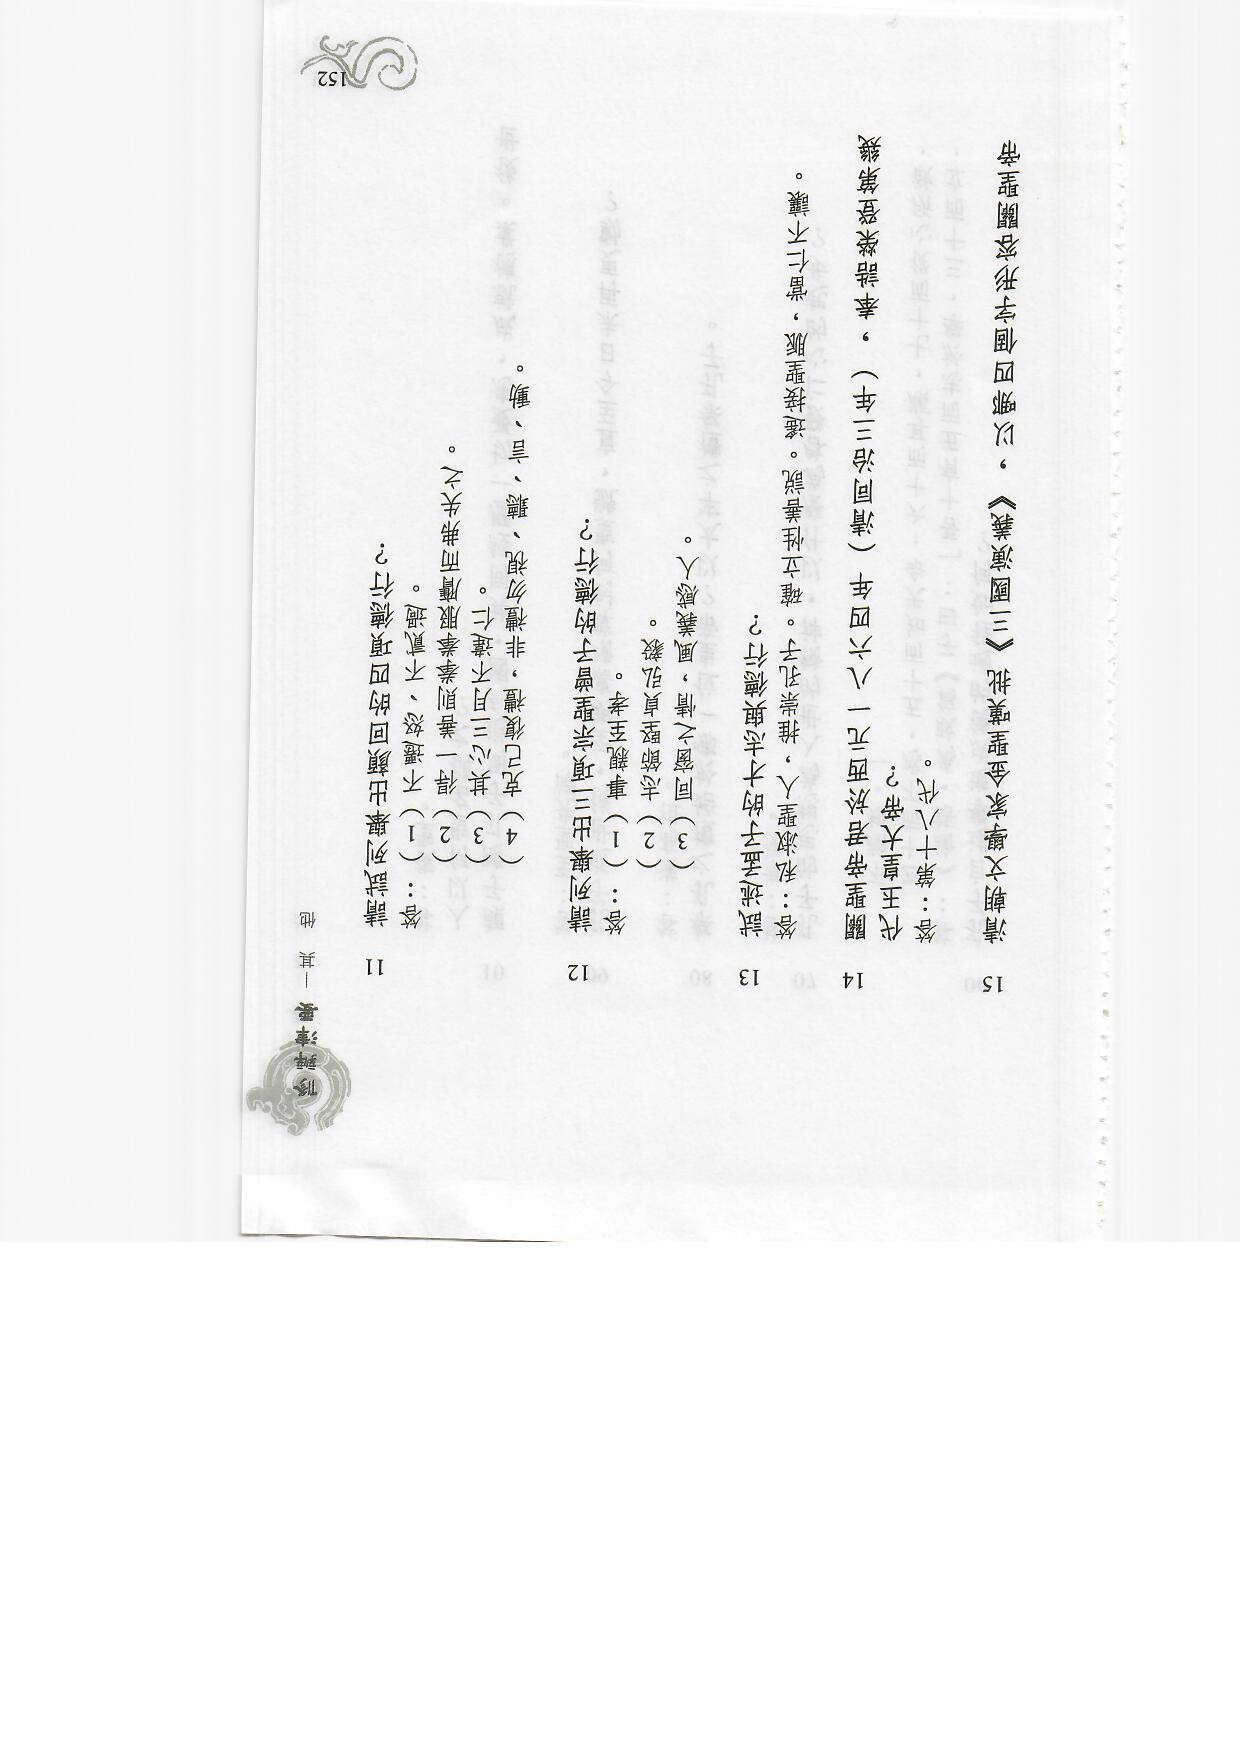 修辦津要
—其 他
11 請試列舉出顏回的四項德行？
答：（1）不遷怒、不貳過。
（2）得一善則拳拳服膺而弗失之。
（3）其心三月不違仁。
（4）克己復禮，非禮勿視、聽、言、動。
12 請列舉出三項宗聖曾子的德行？
答：（1）事親至孝。
（2）志節堅貞弘毅。
（3）同窗之情，風義感人。
13 試述孟子的才志與德行？
答：私淑聖人，推崇孔子。確立性善説。遙接聖脈，當仁不讓。
14 關聖帝君於西元一八六四年（清同治三年），奉誥榮登第幾
代玉皇大帝？
答：第十八代。
15 清朝文學家金聖嘆批《三國演義》，以哪四個字形容關聖帝
152